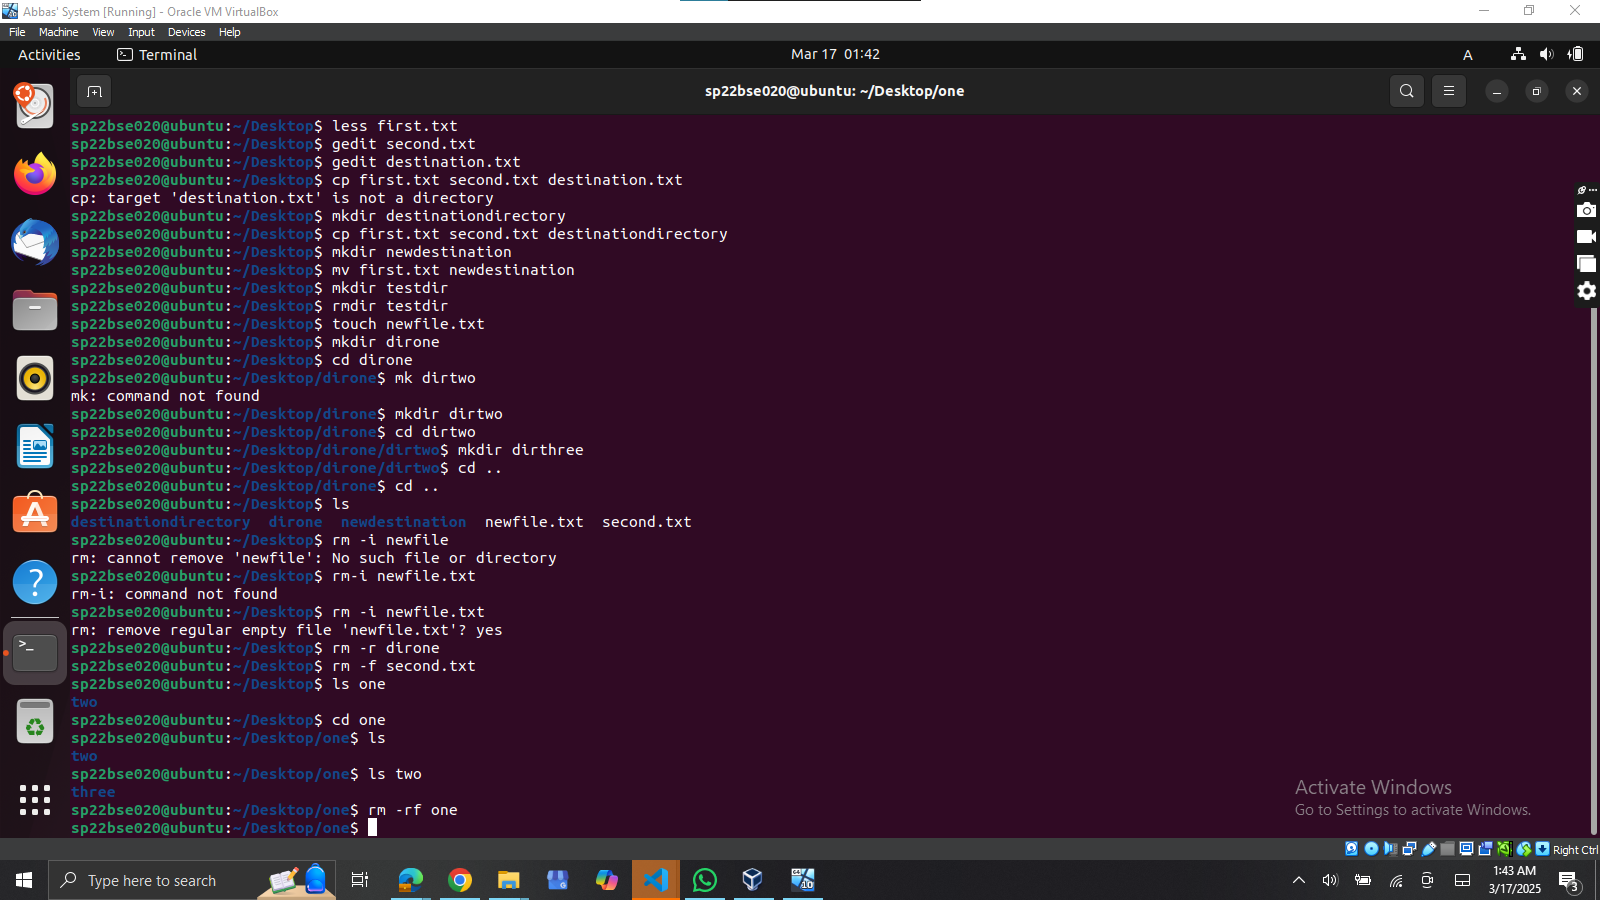 Abbas' System [Running] - Oracle VM VirtualBox
File Machine View Input Devices Help
Activities Terminal Mar 17 01:42 A
sp22bse020@ubuntu: ~/Desktop/one
sp22bse020@ubuntu:~/Desktop$ less first.txt
sp22bse020@ubuntu:~/Desktop$ gedit second.txt
sp22bse020@ubuntu:~/Desktop$ gedit destination.txt
sp22bse020@ubuntu:~/Desktop$ cp first.txt second.txt destination.txt
cp: target 'destination.txt' is not a directory
sp22bse020@ubuntu:~/Desktop$ mkdir destinationdirectory
sp22bse020@ubuntu:~/Desktop$ cp first.txt second.txt destinationdirectory
sp22bse020@ubuntu:~/Desktop$ mkdir newdestination
sp22bse020@ubuntu:~/Desktop$ mv first.txt newdestination
sp22bse020@ubuntu:~/Desktop$ mkdir testdir
sp22bse020@ubuntu:~/Desktop$ rmdir testdir
sp22bse020@ubuntu:~/Desktop$ touch newfile.txt
sp22bse020@ubuntu:~/Desktop$ mkdir dirone
sp22bse020@ubuntu:~/Desktop$ cd dirone
sp22bse020@ubuntu:~/Desktop/dirone$ mk dirtwo
mk: command not found
sp22bse020@ubuntu:~/Desktop/dirone$ mkdir dirtwo
sp22bse020@ubuntu:~/Desktop/dirone$ cd dirtwo
sp22bse020@ubuntu:~/Desktop/dirone/dirtwo$ mkdir dirthree
sp22bse020@ubuntu:~/Desktop/dirone/dirtwo$ cd ..
sp22bse020@ubuntu:~/Desktop/dirone$ cd ..
sp22bse020@ubuntu:~/Desktop$ ls
destinationdirectory dirone newdestination newfile.txt second.txt
sp22bse020@ubuntu:~/Desktop$ rm -i newfile
rm: cannot remove 'newfile': No such file or directory
sp22bse020@ubuntu:~/Desktop$ rm-i newfile.txt
rm-i: command not found
sp22bse020@ubuntu:~/Desktop$ rm -i newfile.txt
rm: remove regular empty file 'newfile.txt'? yes
sp22bse020@ubuntu:~/Desktop$ rm -r dirone
sp22bse020@ubuntu:~/Desktop$ rm -f second.txt
sp22bse020@ubuntu:~/Desktop$ ls one
two
sp22bse020@ubuntu:~/Desktop$ cd one
sp22bse020@ubuntu:~/Desktop/one$ ls
two
sp22bse020@ubuntu:~/Desktop/one$ ls two
three
sp22bse020@ubuntu:~/Desktop/one$ rm -rf one
sp22bse020@ubuntu:~/Desktop/one$
Activate Windows
Go to Settings to activate Windows.
Right Ctrl
Type here to search
1:43 AM
3/17/2025
3